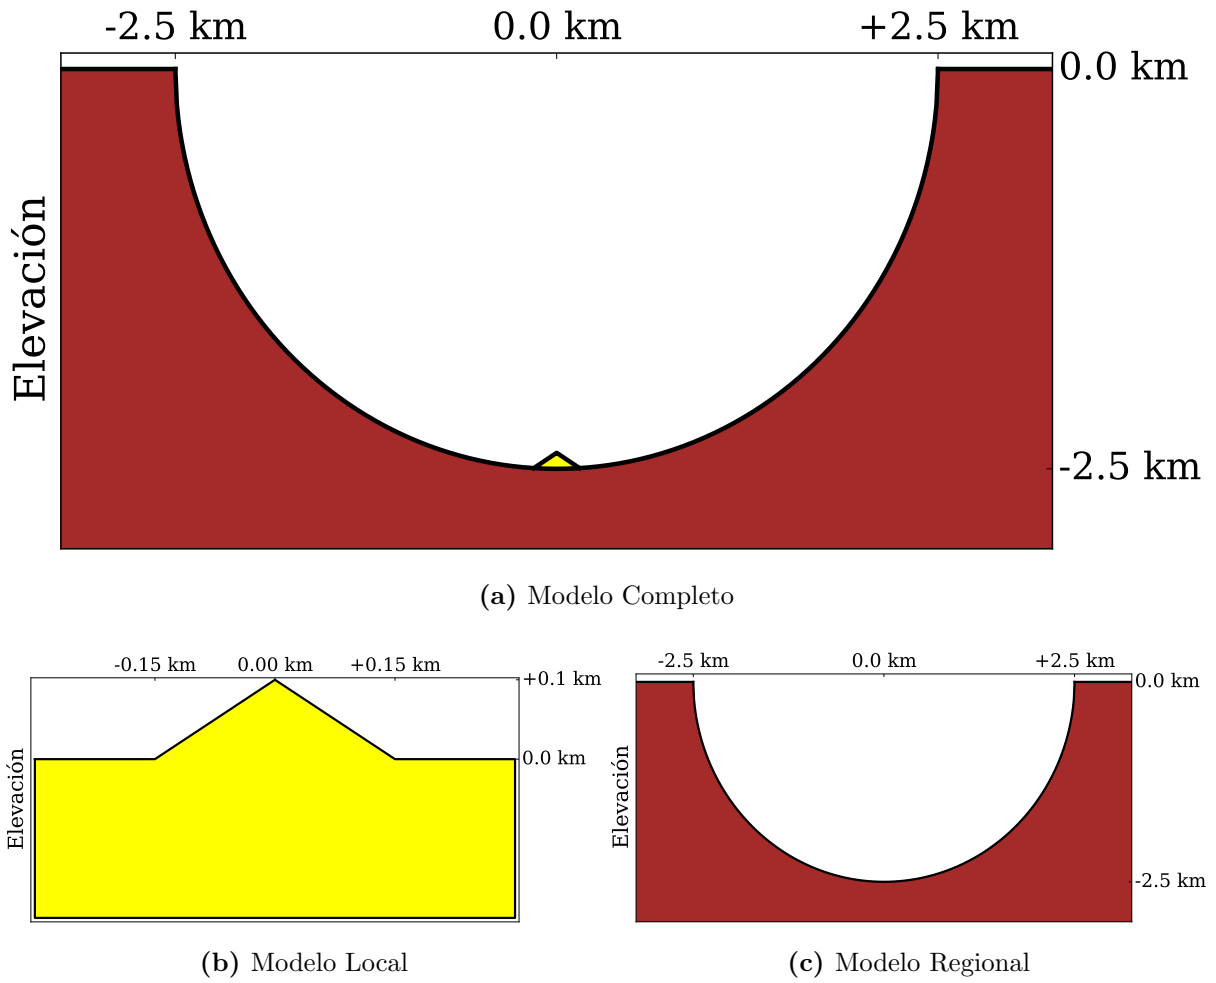 -2.5 km 0.0 km +2.5 km
0.0 km
Elevación
-2.5 km
(a) Modelo Completo
-0.15 km 0.00 km +0.15 km
+0.1 km
0.0 km
Elevación
(b) Modelo Local
-2.5 km 0.0 km +2.5 km
0.0 km
Elevación
-2.5 km
(c) Modelo Regional